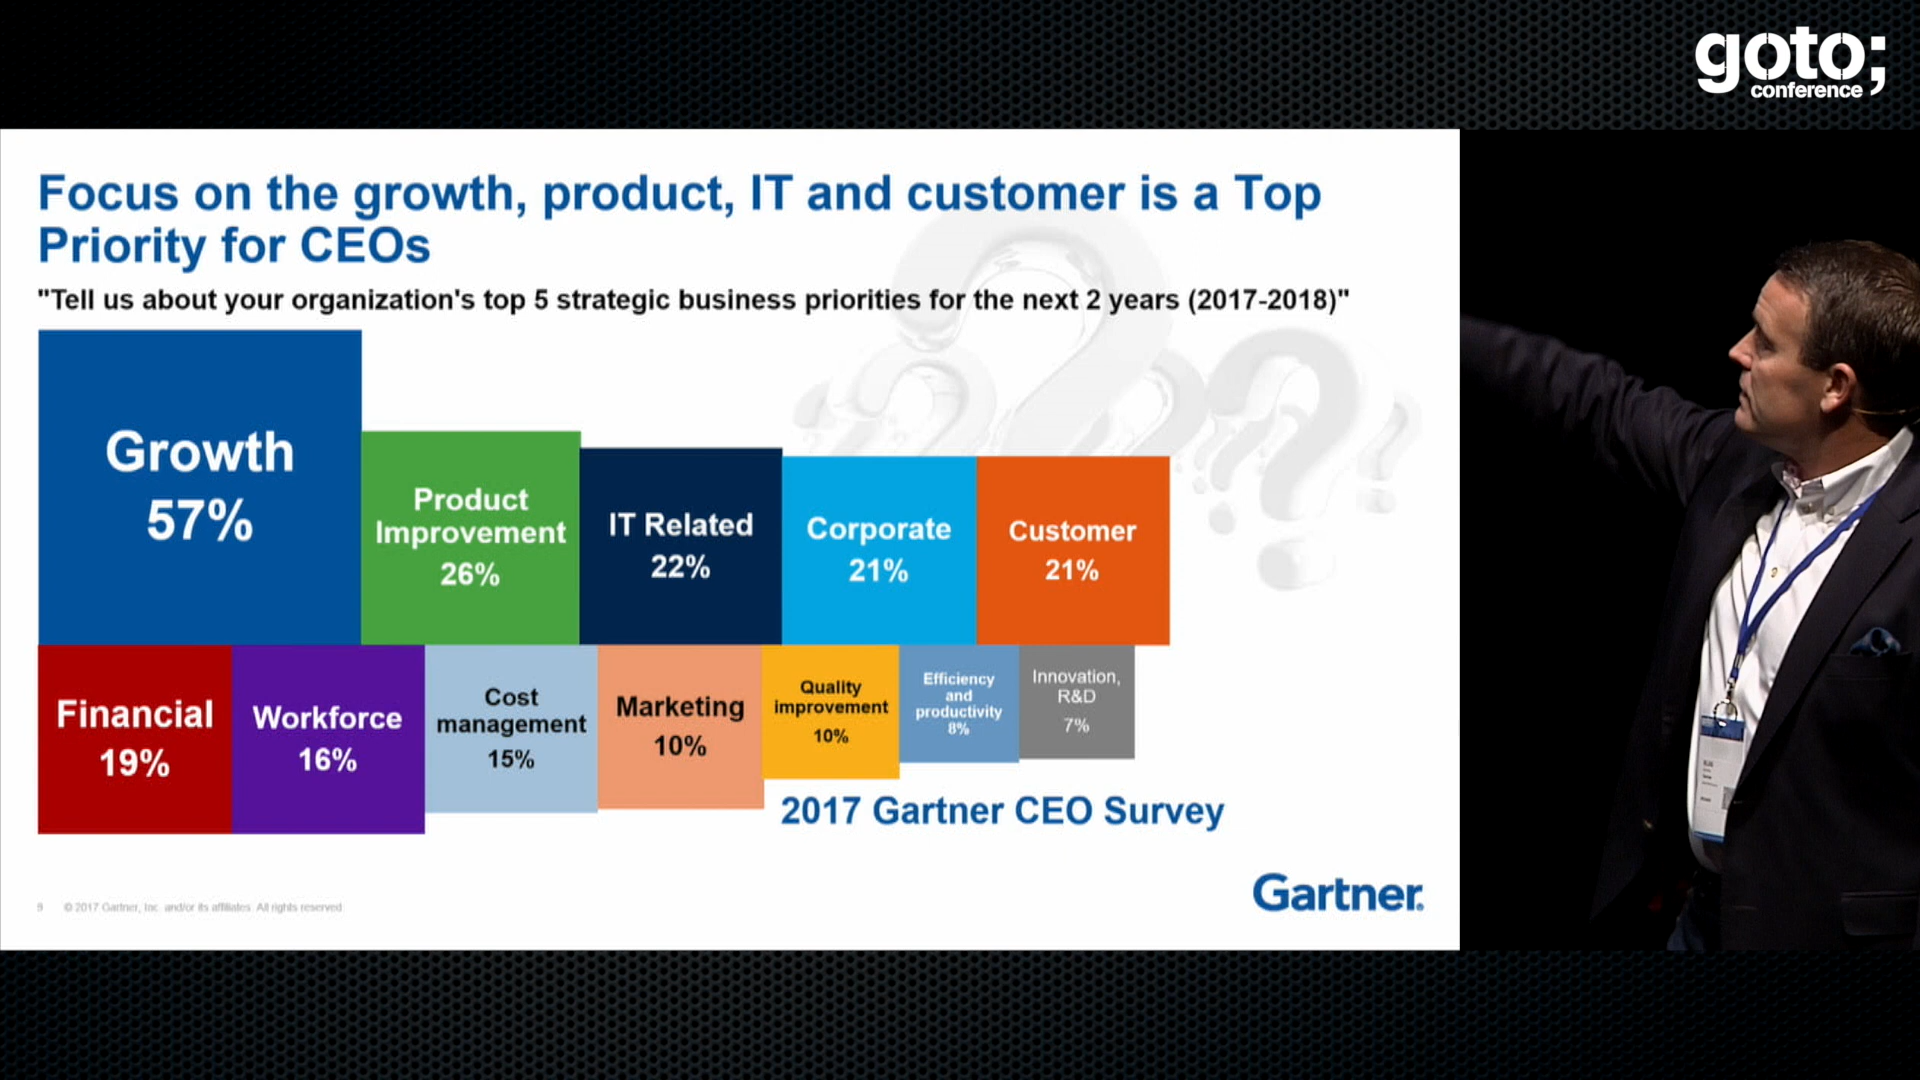 goto;
conference
Focus on the growth, product, IT and customer is a Top
Priority for CEOs
"Tell us about your organization's top 5 strategic business priorities for the next 2 years (2017-2018)"
Growth
57%
Product
Improvement
26%
IT Related
22%
Corporate
21%
Customer
21%
Financial
19%
Workforce
16%
Cost
management
15%
Marketing
10%
Quality
improvement
10%
Efficiency
and
productivity
8%
Innovation,
R&D
7%
2017 Gartner CEO Survey
9 © 2017 Gartner, Inc. and/or its affiliates. All rights reserved.
Gartner.